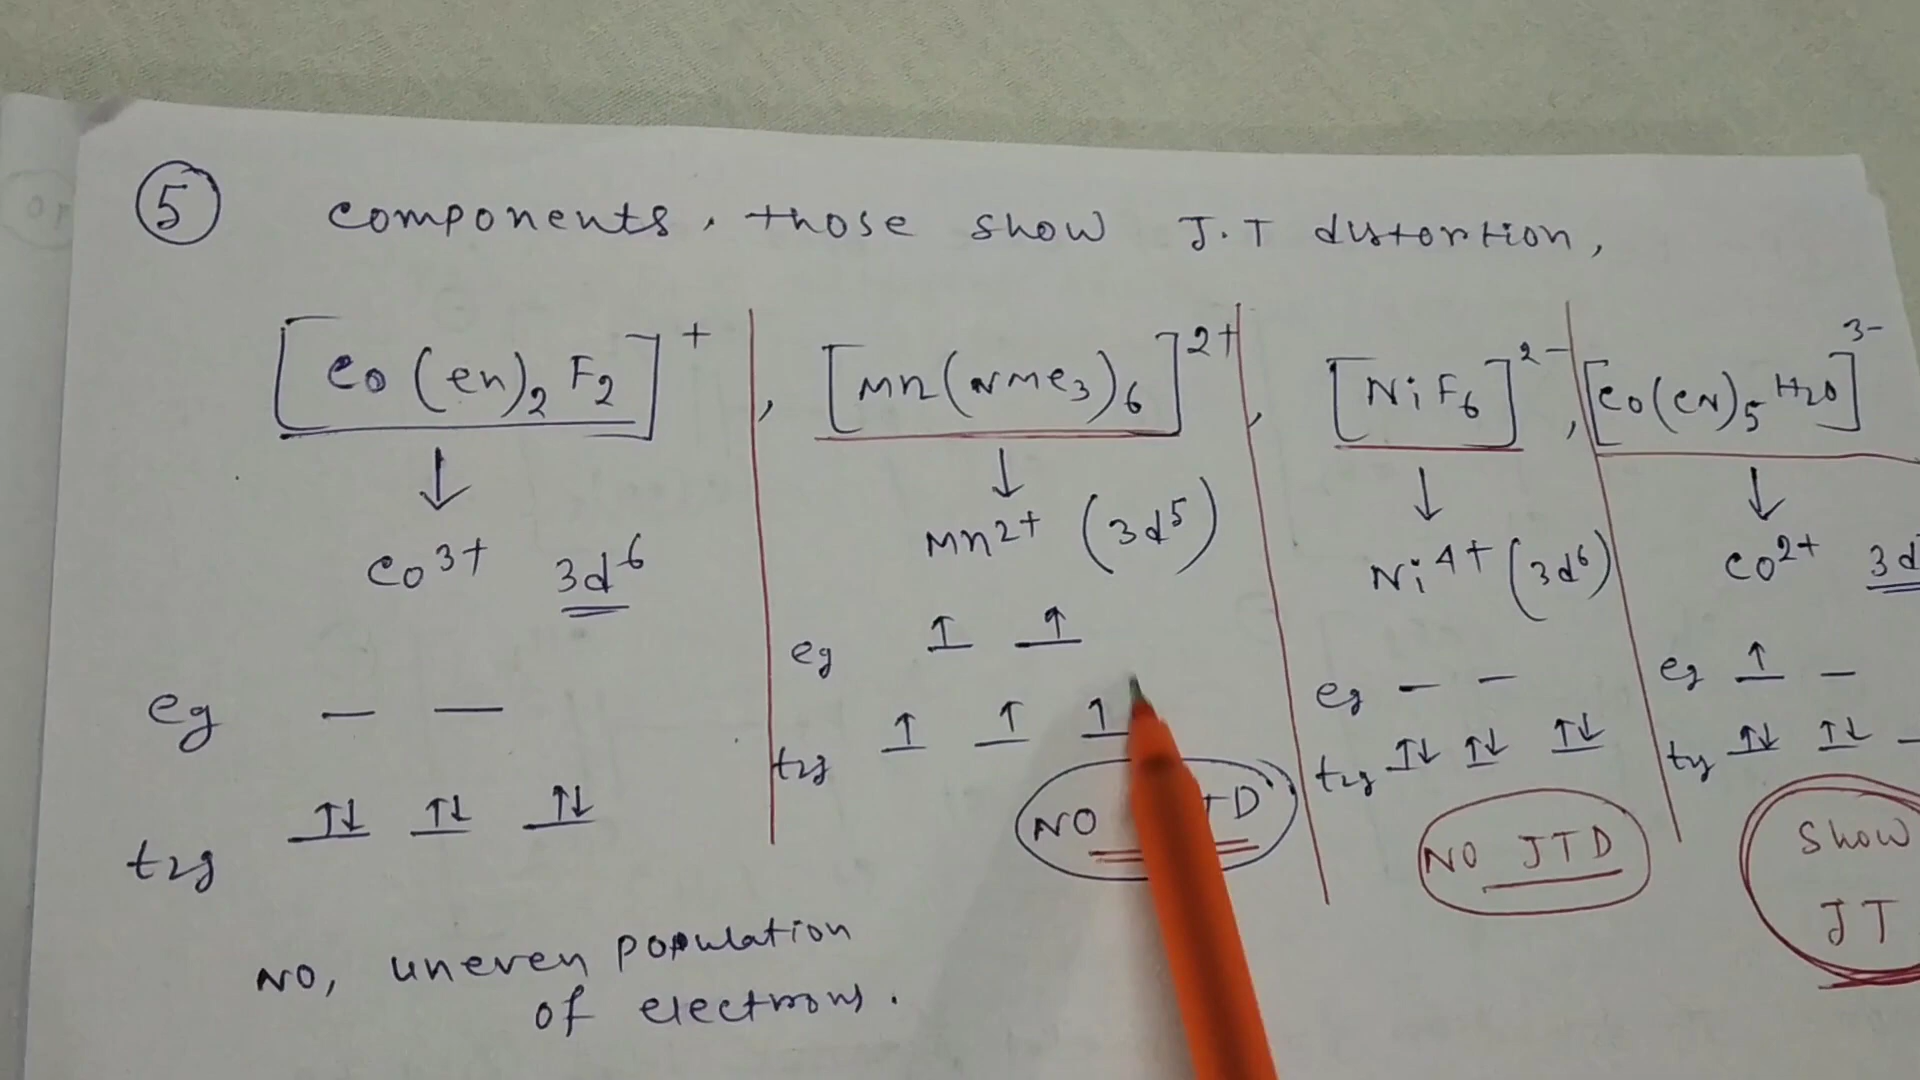 5 components, those show J.T distortion,
[Co(en)2F2]+, [Mn(NMe3)6]2+, [NiF6]2-, [Co(CN)5H2O]3-
↓ ↓ ↓ ↓
Co3+ 3d6 Mn2+ (3d5) Ni4+ (3d6) Co2+ 3d
eg eg eg eg
t2g t2g t2g t2g
NO TD NO JTD Show
JT
NO, uneven population
of electrons.